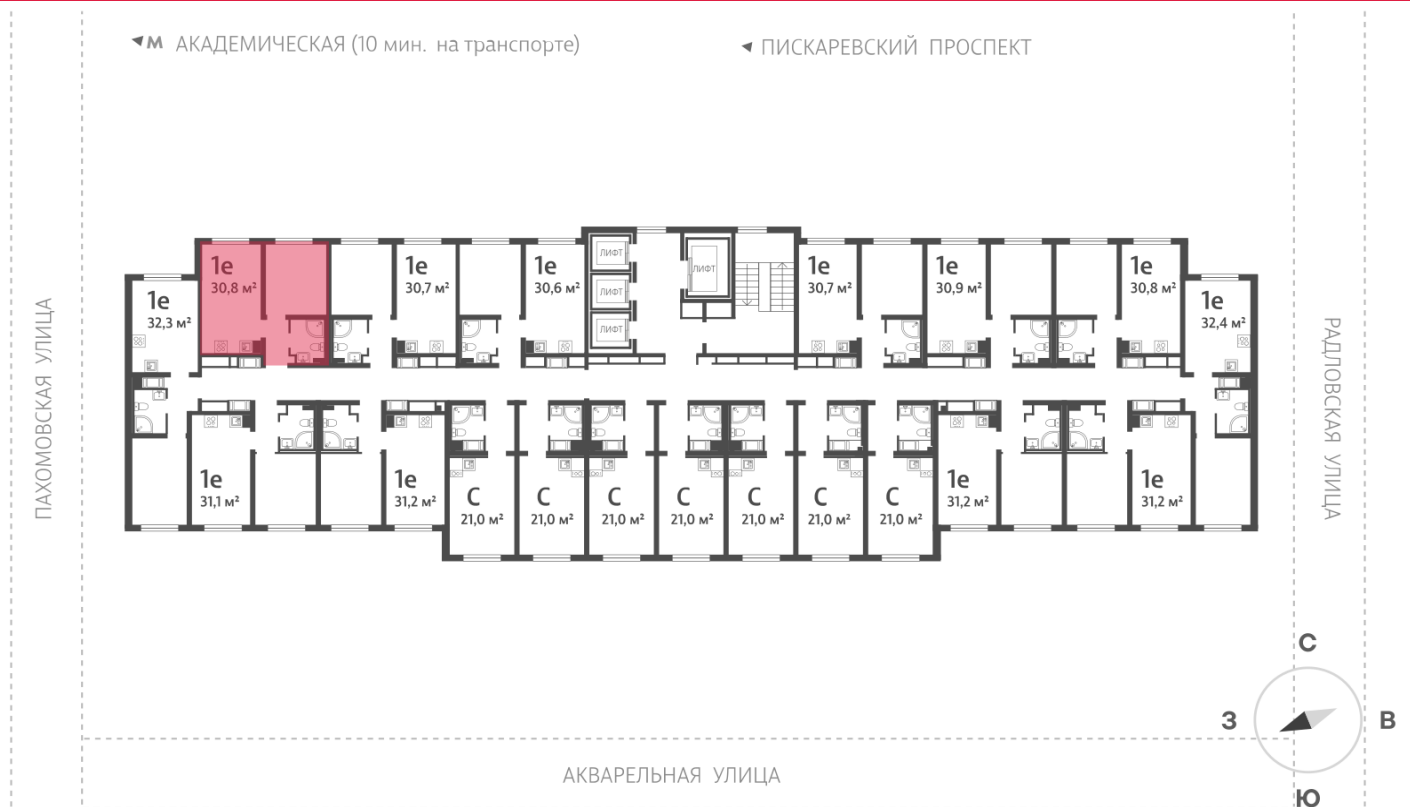 М АКАДЕМИЧЕСКАЯ (10 мин. на транспорте)
ПИСКАРЕВСКИЙ ПРОСПЕКТ
ПАХОМОВСКАЯ УЛИЦА
1е
32,3 м²
1е
30,8 м²
1е
30,7 м²
1е
30,6 м²
ЛИФТ
ЛИФТ
ЛИФТ
ЛИФТ
1е
30,7 м²
1е
30,9 м²
1е
30,8 м²
1е
32,4 м²
РАДЛОВСКАЯ УЛИЦА
1е
31,1 м²
1е
31,2 м²
С
21,0 м²
С
21,0 м²
С
21,0 м²
С
21,0 м²
С
21,0 м²
С
21,0 м²
С
21,0 м²
1е
31,2 м²
1е
31,2 м²
С
З
В
Ю
АКВАРЕЛЬНАЯ УЛИЦА